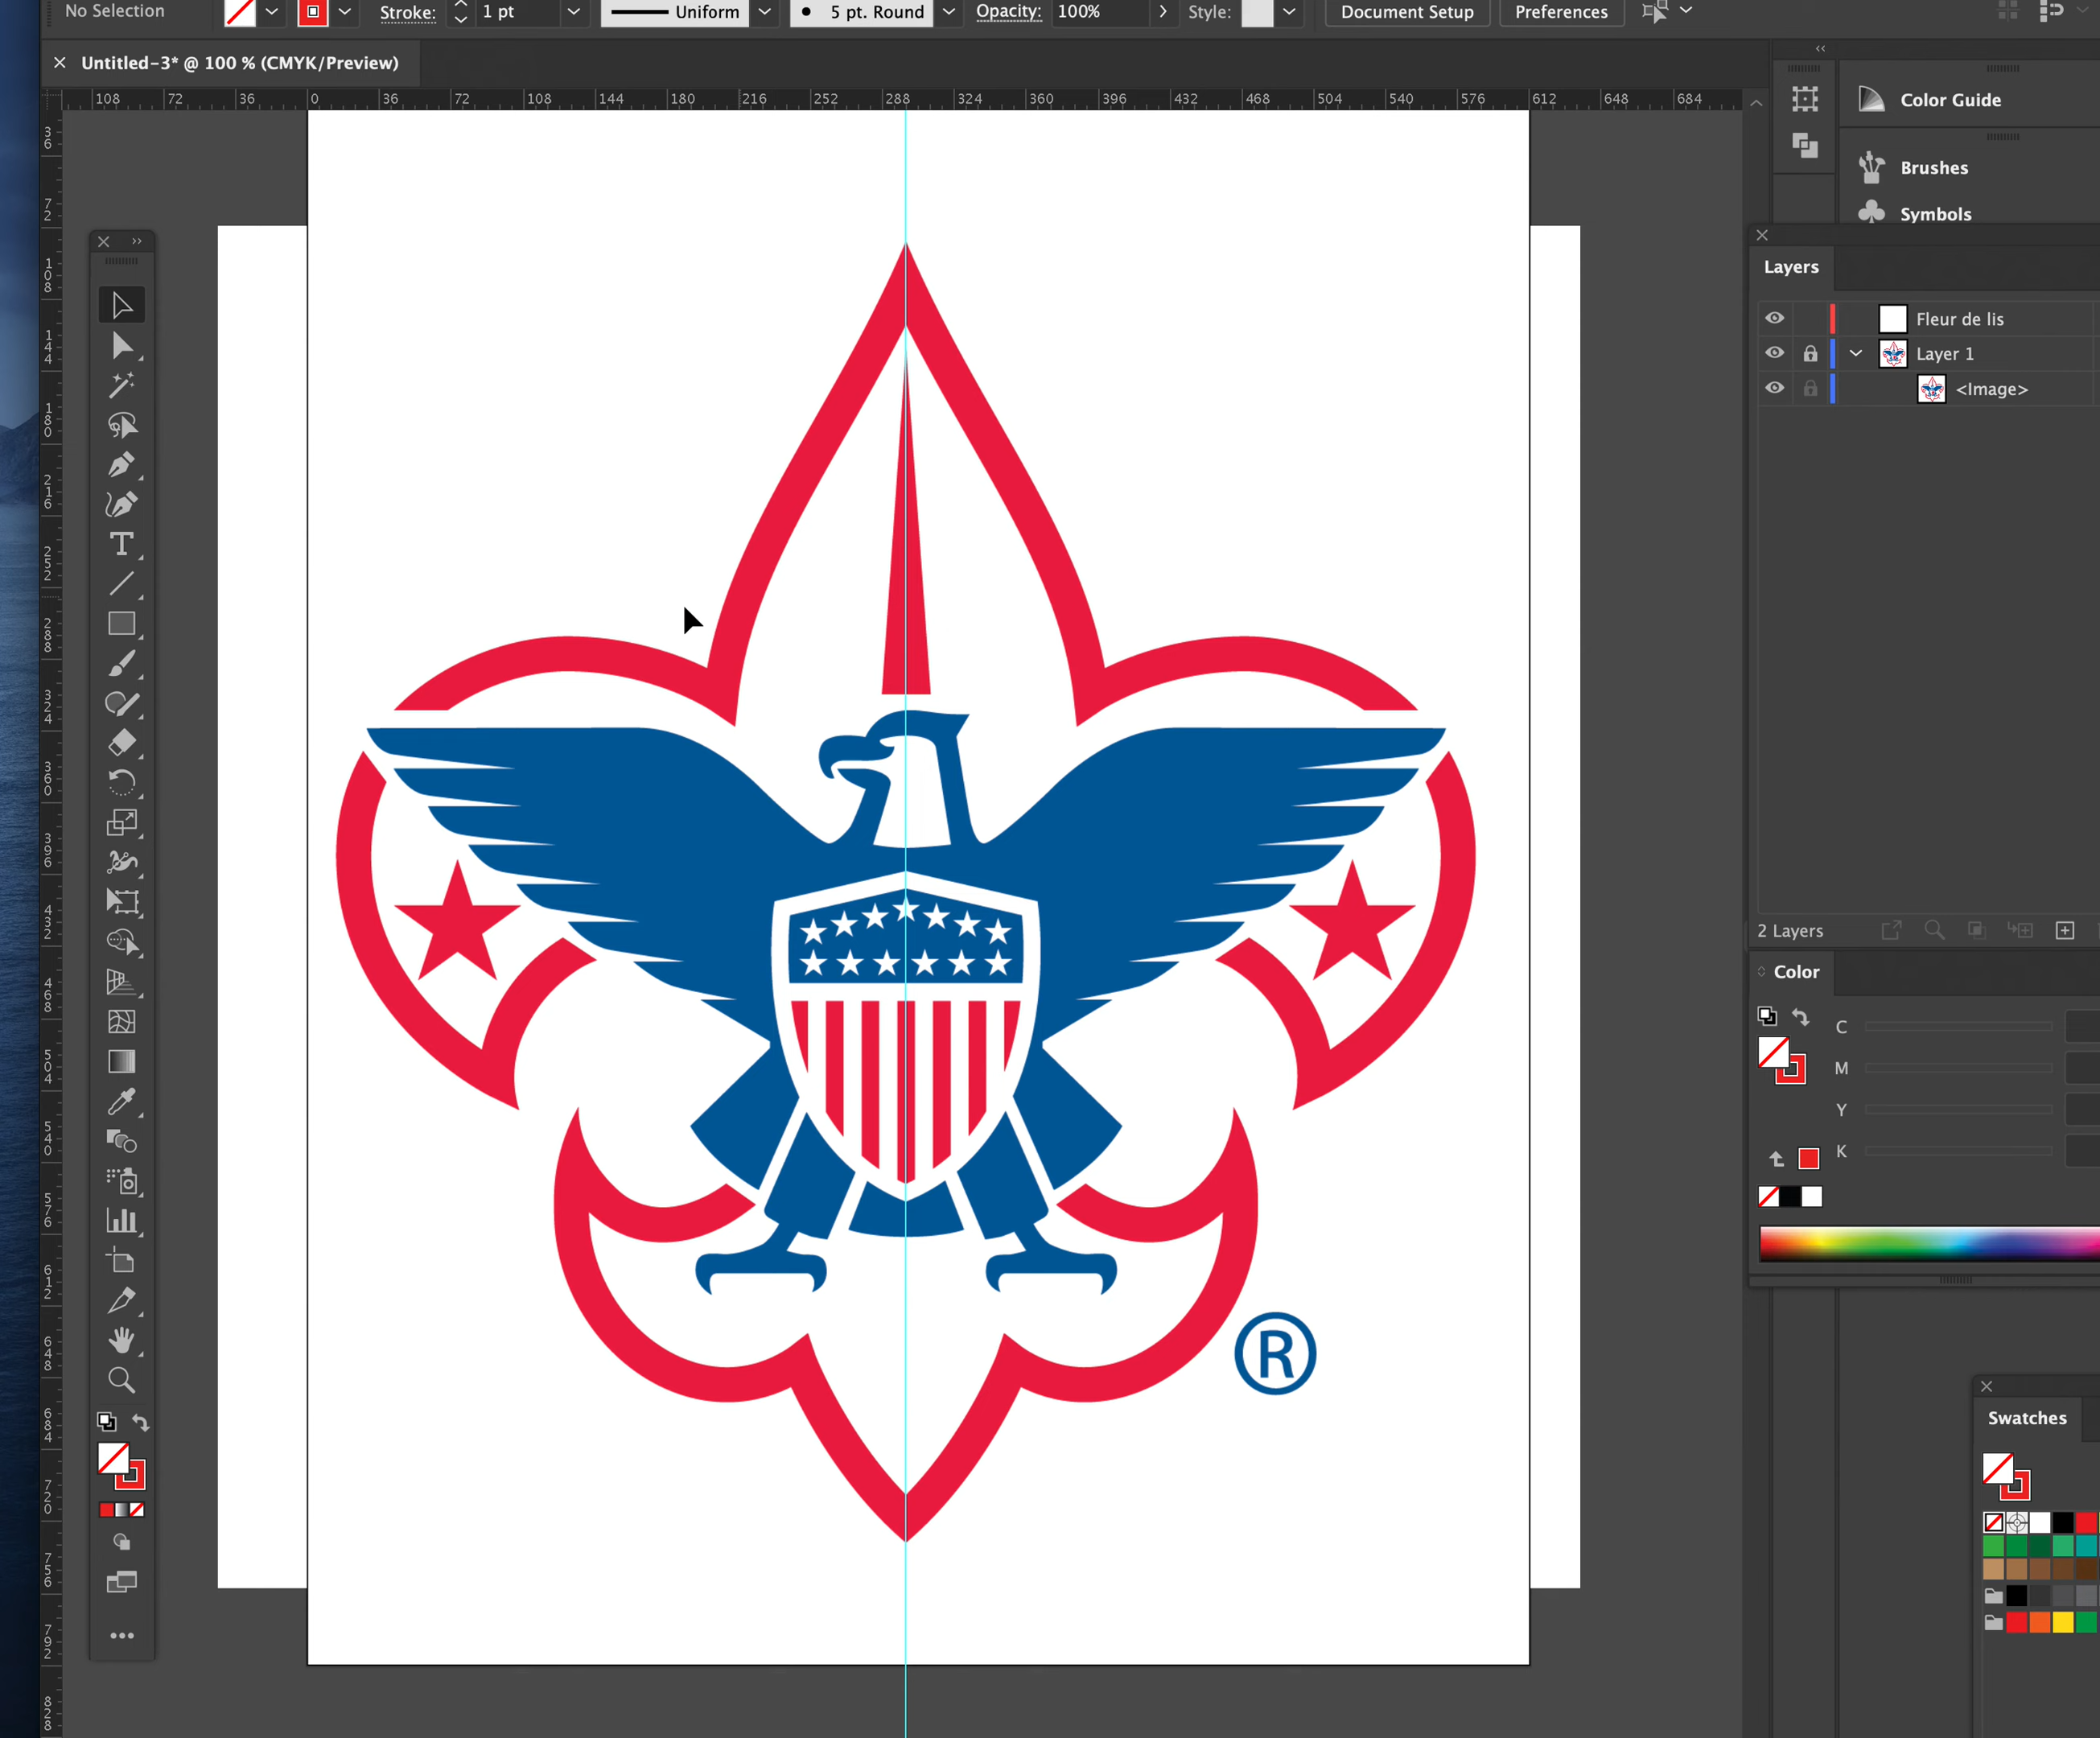 No Selection Stroke: 1 pt Uniform 5 pt. Round Opacity: 100% Style: Document Setup Preferences
Untitled-3* @ 100 % (CMYK/Preview)
108 72 36 0 36 72 108 144 180 216 252 288 324 360 396 432 468 504 540 576 612 648 684
36
72
108
144
180
216
252
288
324
360
396
432
468
504
540
576
612
648
684
720
756
792
828
Color Guide
Brushes
Symbols
Layers
Fleur de lis
Layer 1
<Image>
2 Layers
Color
C
M
Y
K
®
Swatches